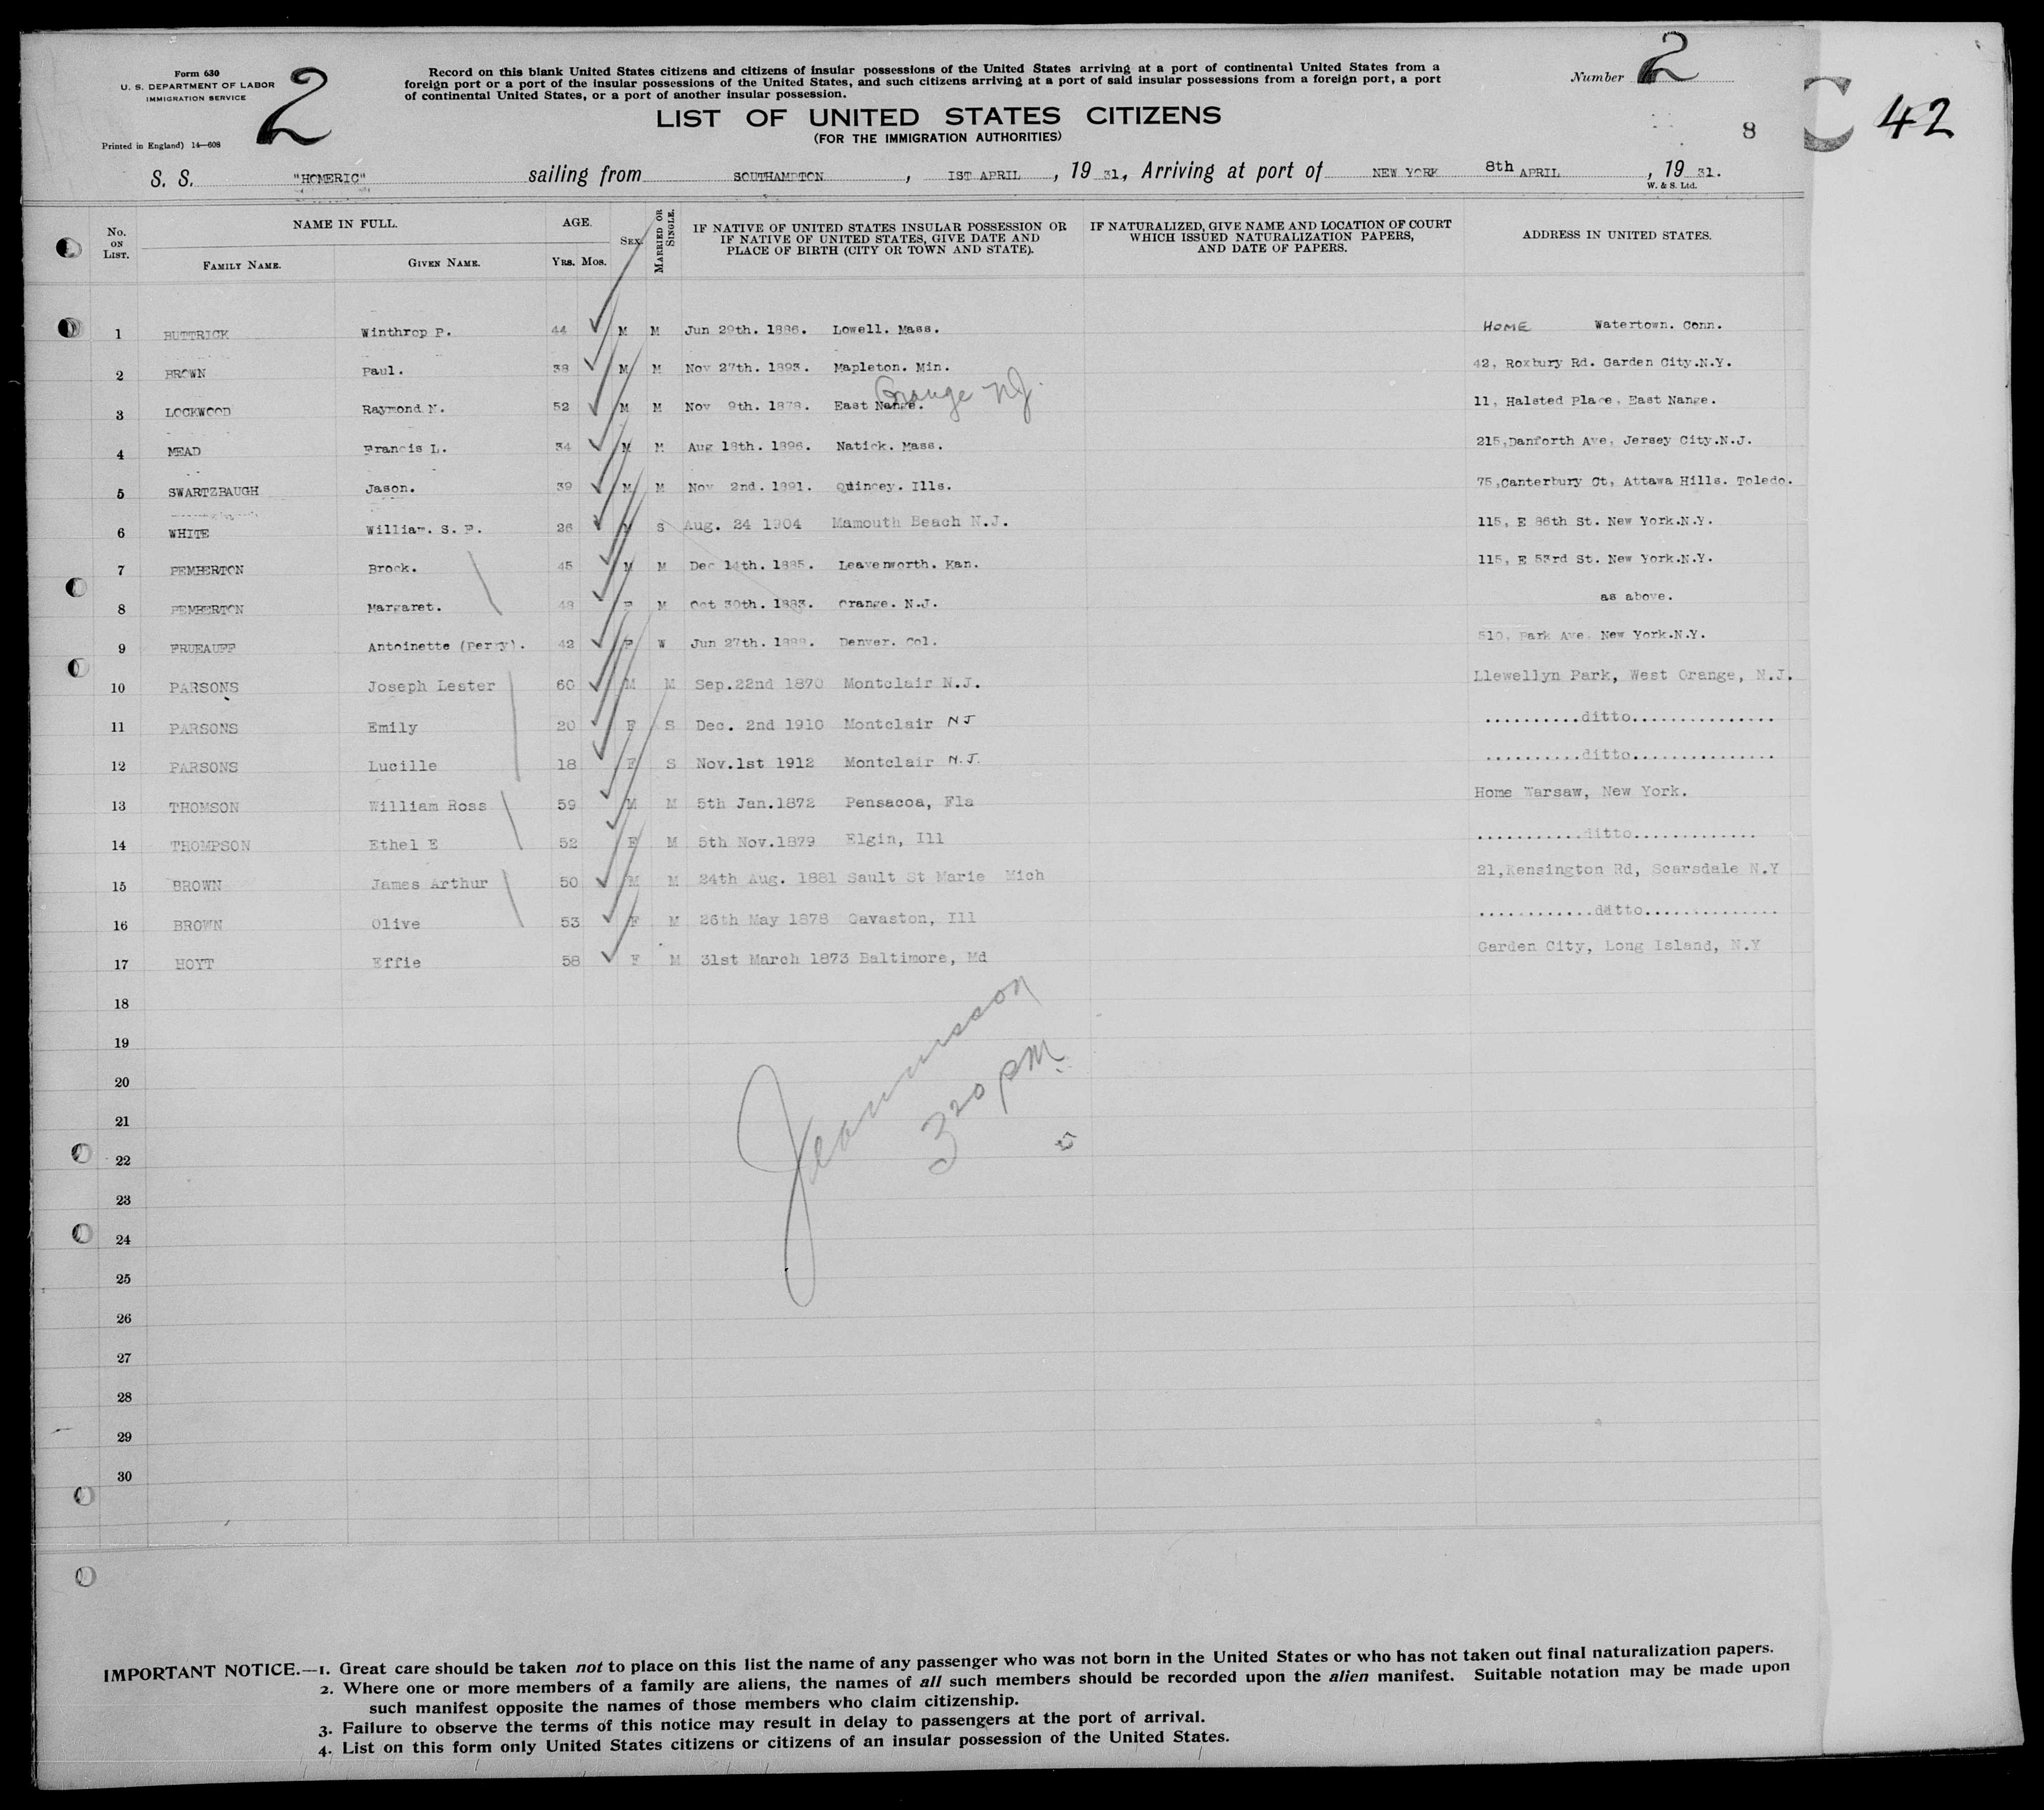 Form 630
U. S. DEPARTMENT OF LABOR
IMMIGRATION SERVICE
Printed in England) 14—608
2
Record on this blank United States citizens and citizens of insular possessions of the United States arriving at a port of continental United States from a
foreign port or a port of the insular possessions of the United States, and such citizens arriving at a port of said insular possessions from a foreign port, a port
of continental United States, or a port of another insular possession.
Number 2
LIST OF UNITED STATES CITIZENS
(FOR THE IMMIGRATION AUTHORITIES)
8
C 42
S. S. "HOMERIC" sailing from SOUTHAMPTON, 1ST APRIL, 19 31, Arriving at port of NEW YORK 8th APRIL, 19 31.
W. & S. Ltd.
No. ON LIST. NAME IN FULL. FAMILY NAME. GIVEN NAME. AGE. YRS. MOS. SEX. MARRIED OR SINGLE. IF NATIVE OF UNITED STATES INSULAR POSSESSION OR IF NATIVE OF UNITED STATES, GIVE DATE AND PLACE OF BIRTH (CITY OR TOWN AND STATE). IF NATURALIZED, GIVE NAME AND LOCATION OF COURT WHICH ISSUED NATURALIZATION PAPERS, AND DATE OF PAPERS. ADDRESS IN UNITED STATES.
1 BUTTRICK Winthrop P. 44 M M Jun 29th. 1886. Lowell. Mass. HOME Watertown. Conn.
2 BROWN Paul. 38 M M Nov 27th. 1893. Mapleton. Min. 42, Roxbury Rd. Garden City.N.Y.
3 LOCKWOOD Raymond N. 52 M M Nov 9th. 1878. East Nange. Orange NJ. 11, Halsted Place. East Nange.
4 MEAD Francis L. 34 M M Aug 18th. 1896. Natick. Mass. 215,Danforth Ave, Jersey City.N.J.
5 SWARTZBAUGH Jason. 39 M M Nov 2nd. 1891. Quincey. Ills. 75,Canterbury Ct, Attawa Hills. Toledo.
6 WHITE William. S. P. 26 M S Aug. 24 1904 Mamouth Beach N.J. 115, E 86th St. New York.N.Y.
7 PEMBERTON Brock. 45 M M Dec 14th. 1885. Leavenworth. Kan. 115, E 53rd St. New York.N.Y.
8 PEMBERTON Margaret. 48 F M Oct 30th. 1883. Orange. N.J. as above.
9 FRUEAUFF Antoinette (Perry). 42 F W Jun 27th. 1888. Denver. Col. 510, Park Ave. New York.N.Y.
10 PARSONS Joseph Lester 60 M M Sep.22nd 1870 Montclair N.J. Llewellyn Park, West Orange, N.J.
11 PARSONS Emily 20 F S Dec. 2nd 1910 Montclair NJ ..........ditto...............
12 PARSONS Lucille 18 F S Nov.1st 1912 Montclair N.J. ..........ditto...............
13 THOMSON William Ross 59 M M 5th Jan.1872 Pensacoa, Fla Home Warsaw, New York.
14 THOMPSON Ethel E 52 F M 5th Nov.1879 Elgin, Ill ...........ditto.............
15 BROWN James Arthur 50 M M 24th Aug. 1881 Sault St Marie Mich 21,Kensington Rd, Scarsdale N.Y
16 BROWN Olive 53 F M 26th May 1878 Gavaston, Ill ............ditto..............
17 HOYT Effie 58 F M 31st March 1873 Baltimore, Md Garden City, Long Island, N.Y
18
19
20
21
22
23
24
25
26
27
28
29
30
3 20 PM
IMPORTANT NOTICE.—1. Great care should be taken not to place on this list the name of any passenger who was not born in the United States or who has not taken out final naturalization papers.
2. Where one or more members of a family are aliens, the names of all such members should be recorded upon the alien manifest. Suitable notation may be made upon
such manifest opposite the names of those members who claim citizenship.
3. Failure to observe the terms of this notice may result in delay to passengers at the port of arrival.
4. List on this form only United States citizens or citizens of an insular possession of the United States.